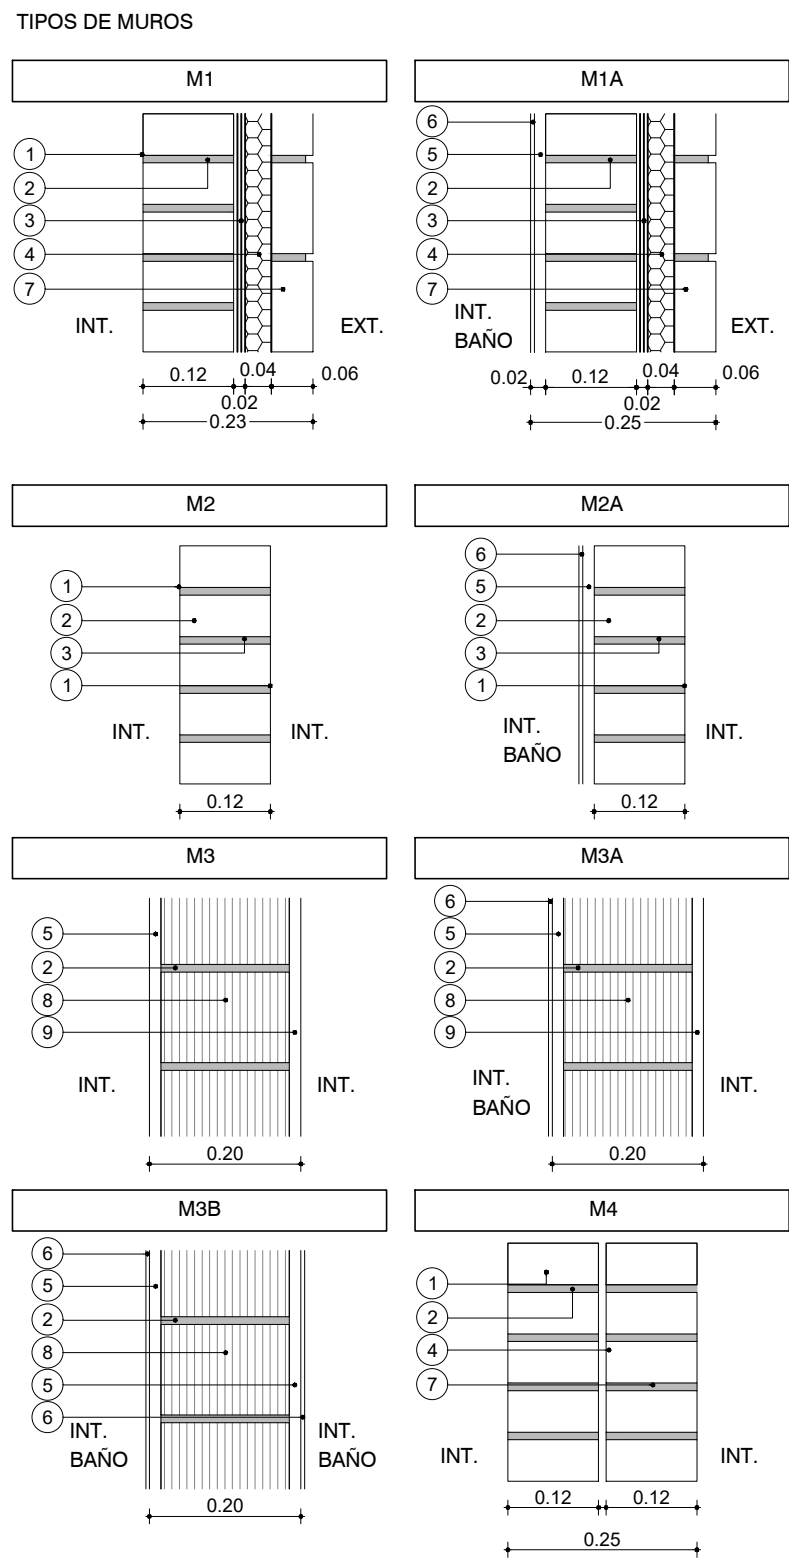 TIPOS DE MUROS
M1
1
2
3
4
7
INT.
EXT.
0.12
0.04
0.06
0.02
0.23
M1A
6
5
2
3
4
7
INT.
BAÑO
EXT.
0.02
0.12
0.04
0.06
0.02
0.25
M2
1
2
3
1
INT.
INT.
0.12
M2A
6
5
2
3
1
INT.
BAÑO
INT.
0.12
M3
5
2
8
9
INT.
INT.
0.20
M3A
6
5
2
8
9
INT.
BAÑO
INT.
0.20
M3B
6
5
2
8
5
6
INT.
BAÑO
INT.
BAÑO
0.20
M4
1
2
4
7
INT.
INT.
0.12
0.12
0.25